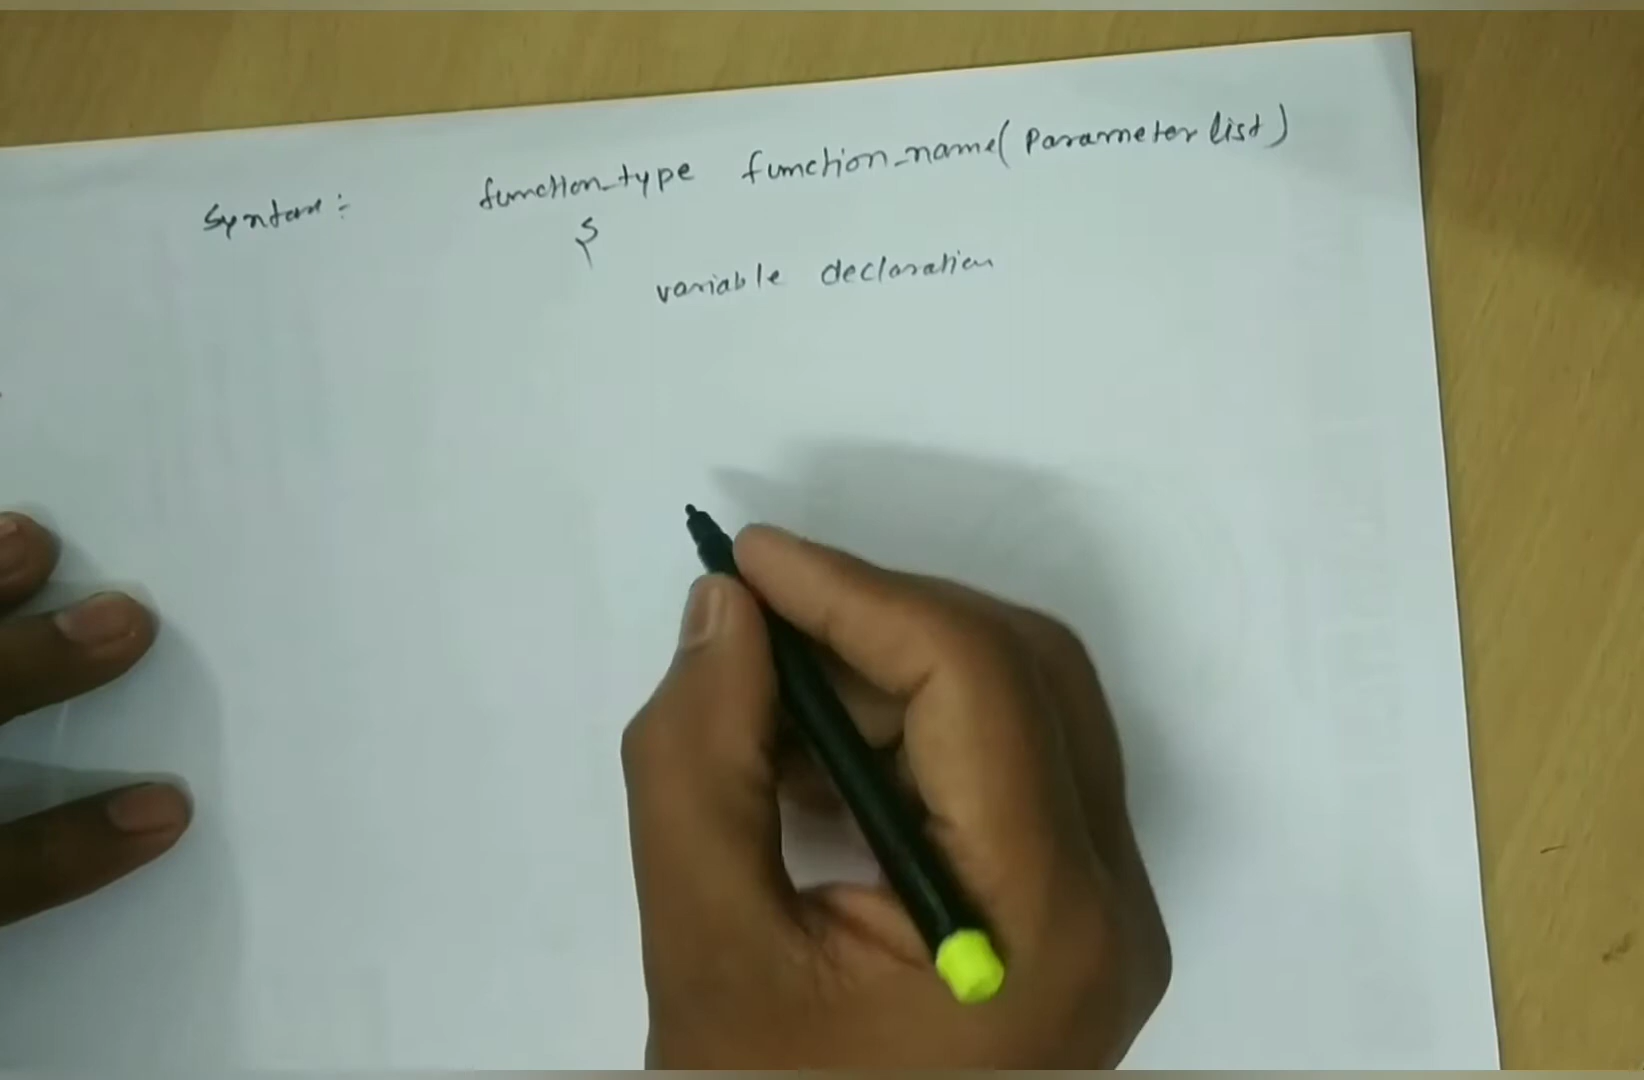 Syntax:    function_type function_name(Parameter list)
{
variable declaration